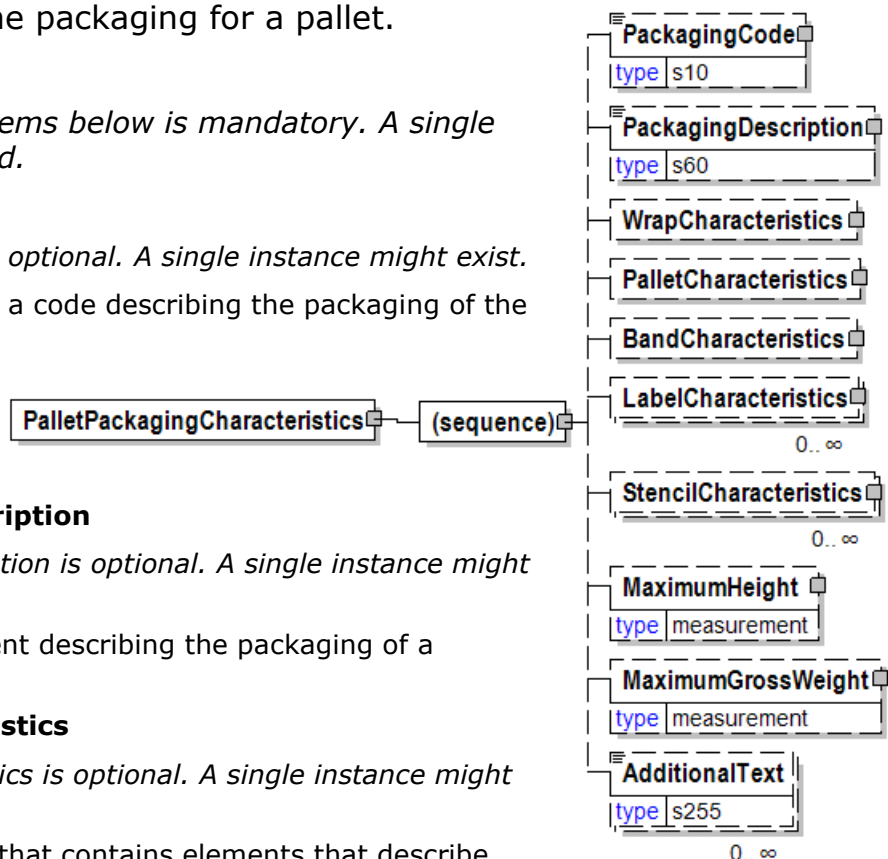 ne packaging for a pallet.
ems below is mandatory. A single
d.
optional. A single instance might exist.
a code describing the packaging of the
ription
tion is optional. A single instance might
ent describing the packaging of a
stics
ics is optional. A single instance might
that contains elements that describe
PalletPackagingCharacteristics
(sequence)
PackagingCode
type s10
PackagingDescription
type s60
WrapCharacteristics
PalletCharacteristics
BandCharacteristics
LabelCharacteristics
0.. ∞
StencilCharacteristics
0.. ∞
MaximumHeight
type measurement
MaximumGrossWeight
type measurement
AdditionalText
type s255
0.. ∞